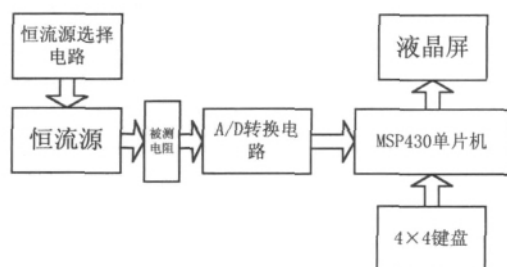 恒流源选择
电路
液晶屏
恒流源
被测
电阻
A/D转换电
路
MSP430单片机
4×4键盘